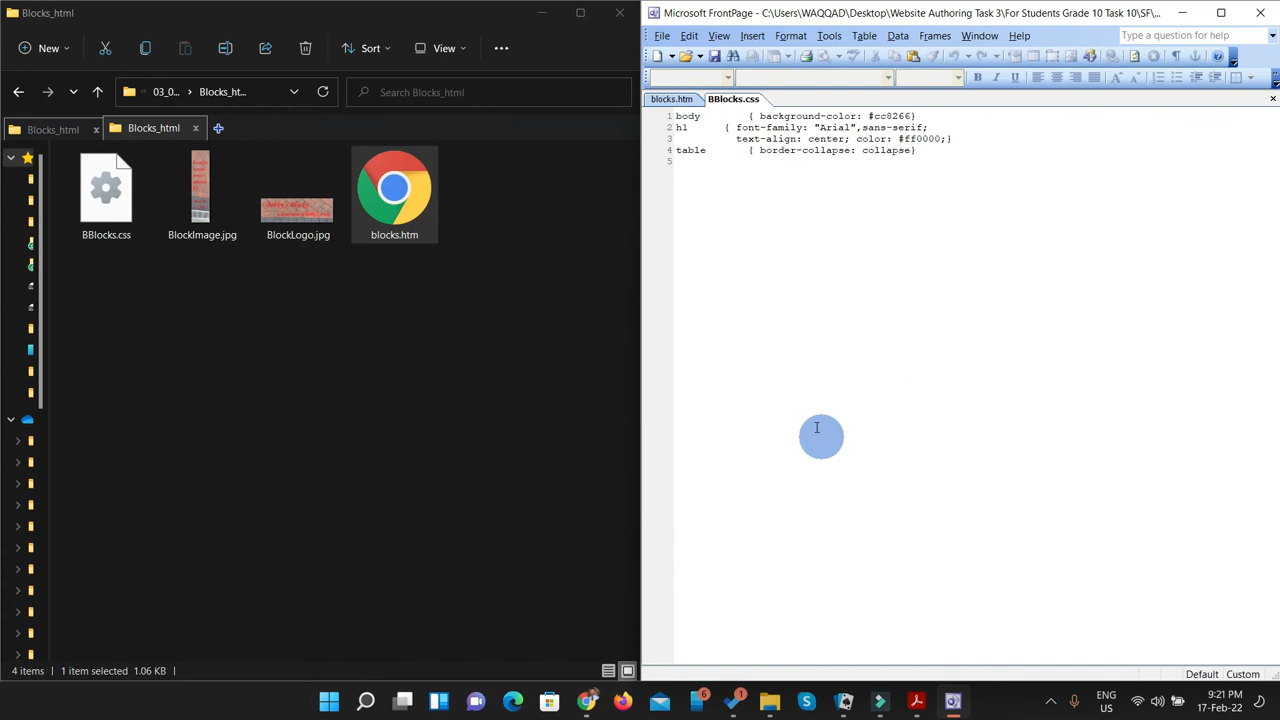 Blocks_html
New
Sort
View
03_0...
Blocks_ht...
Search Blocks_html
Blocks_html
Blocks_html
BBlocks.css
BlockImage.jpg
BlockLogo.jpg
blocks.htm
4 items
1 item selected 1.06 KB
Microsoft FrontPage - C:\Users\WAQQAD\Desktop\Website Authoring Task 3\For Students Grade 10 Task 10\SF\...
File Edit View Insert Format Tools Table Data Frames Window Help
Type a question for help
blocks.htm
BBlocks.css
1 body { background-color: #cc8266}
2 h1 { font-family: "Arial",sans-serif;
3 text-align: center; color: #ff0000;}
4 table { border-collapse: collapse}
5
Default Custom
6
1
ENG
US
9:21 PM
17-Feb-22